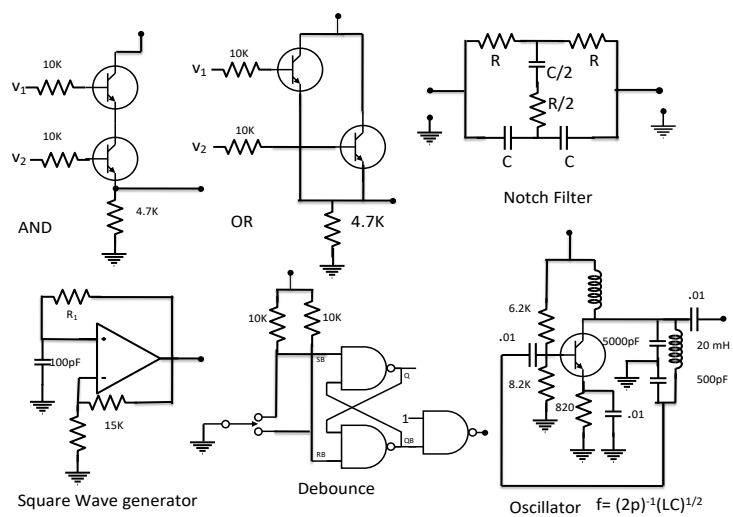 10K
V1
10K
V2
4.7K
AND
10K
V1
10K
V2
4.7K
OR
R
R
C/2
R/2
C
C
Notch Filter
R1
100pF
+
-
15K
Square Wave generator
10K
10K
SB
Q
1
RB
QB
Debounce
6.2K
.01
.01
5000pF
20 mH
8.2K
500pF
820
.01
Oscillator f= (2p)-1(LC)1/2